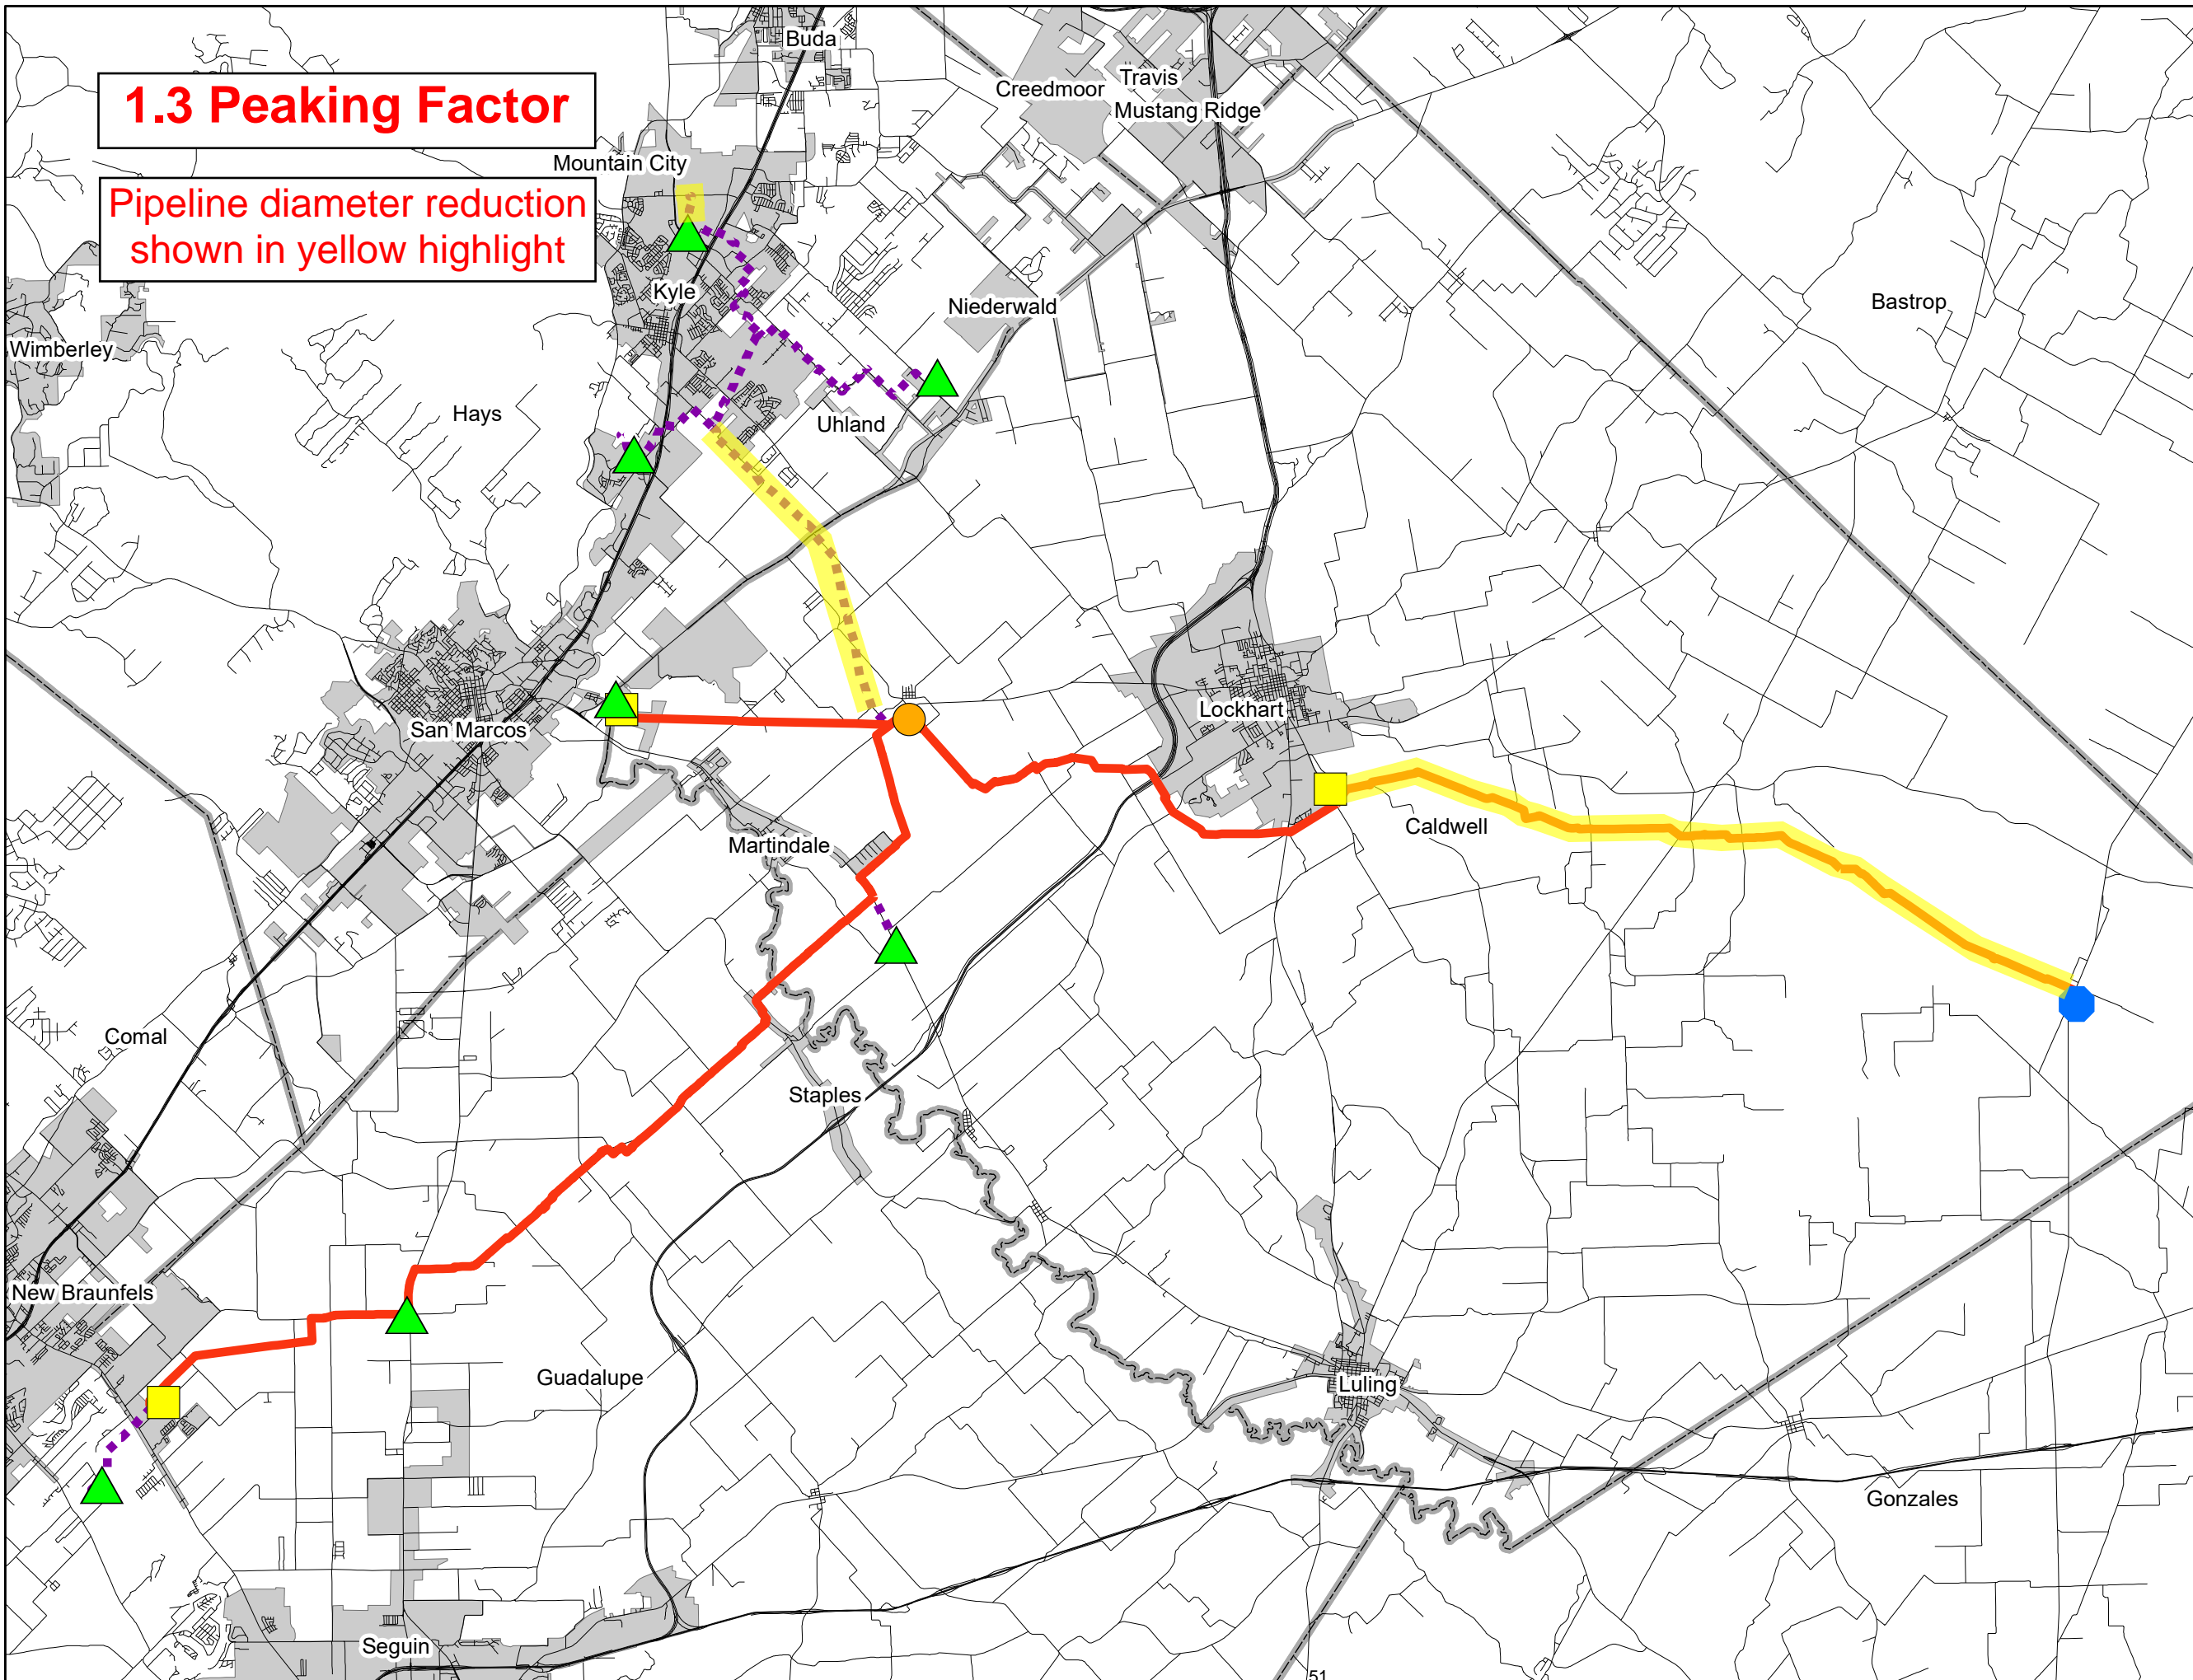 Buda
1.3 Peaking Factor
Travis
Creedmoor
Mustang Ridge
Mountain City
Pipeline diameter reduction
shown in yellow highlight
Kyle
Niederwald
Bastrop
Wimberley
Hays
Uhland
Lockhart
San Marcos
Caldwell
Martindale
Comal
Staples
New Braunfels
Guadalupe
Luling
Gonzales
Seguin
51